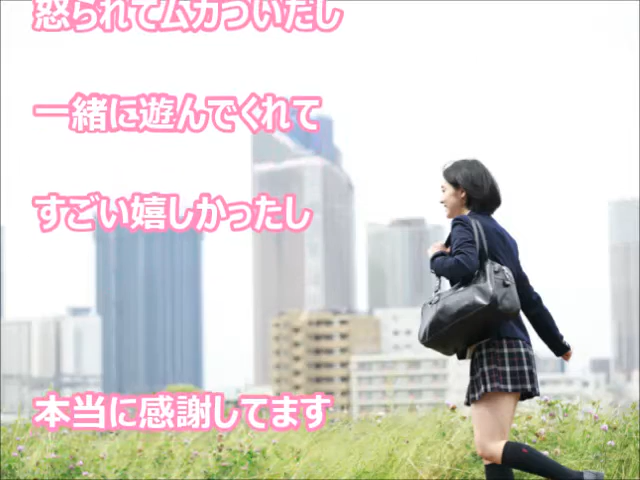 怒られてムカついだし
一緒に遊んでくれて
すごい嬉しかったし
本当に感謝してます